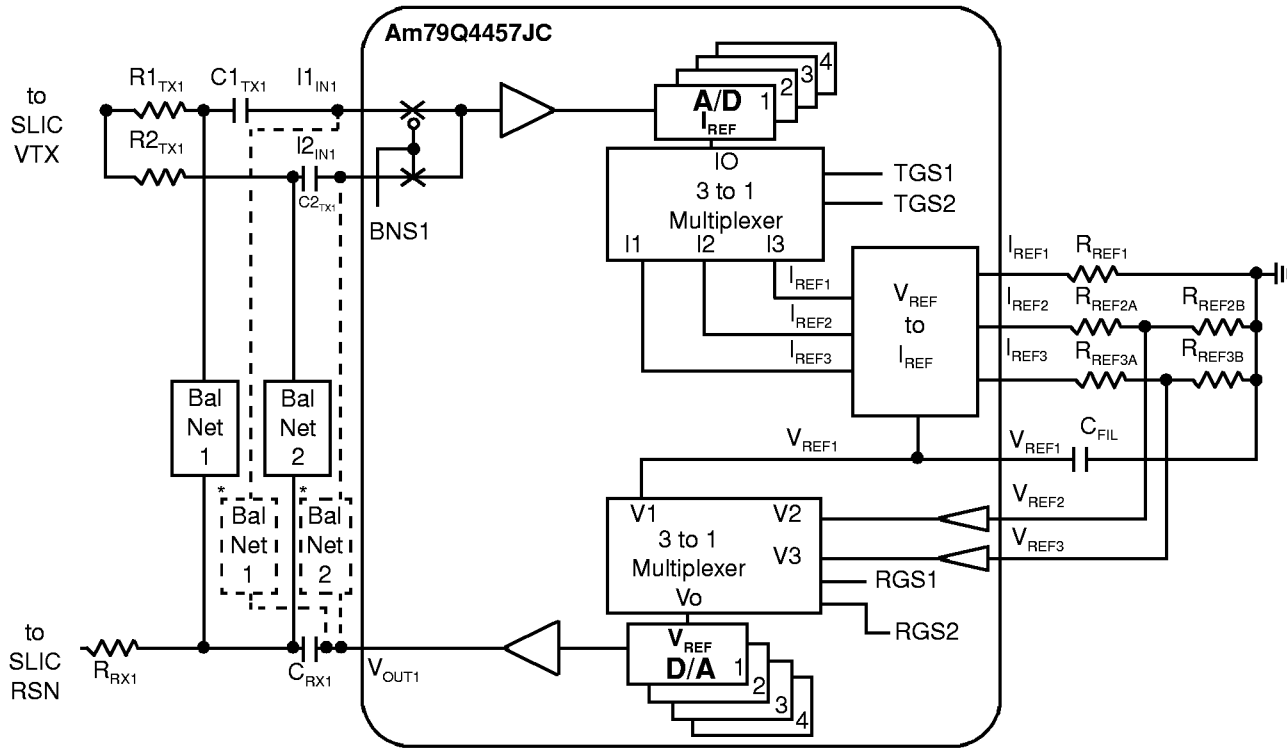 Am79Q4457JC
to
SLIC
VTX
R1TX1
C1TX1
I1IN1
R2TX1
I2IN1
C2TX1
BNS1
A/D
IREF
1
2
3
4
IO
3 to 1
Multiplexer
I1
I2
I3
TGS1
TGS2
IREF1
IREF2
IREF3
VREF
to
IREF
IREF1
RREF1
IREF2
RREF2A
RREF2B
IREF3
RREF3A
RREF3B
VREF1
VREF1
CFIL
VREF2
VREF3
Bal
Net
1
Bal
Net
2
*
Bal
Net
1
*
Bal
Net
2
V1
V2
3 to 1
Multiplexer
V3
Vo
RGS1
RGS2
to
SLIC
RSN
RRX1
CRX1
VOUT1
VREF
D/A
1
2
3
4